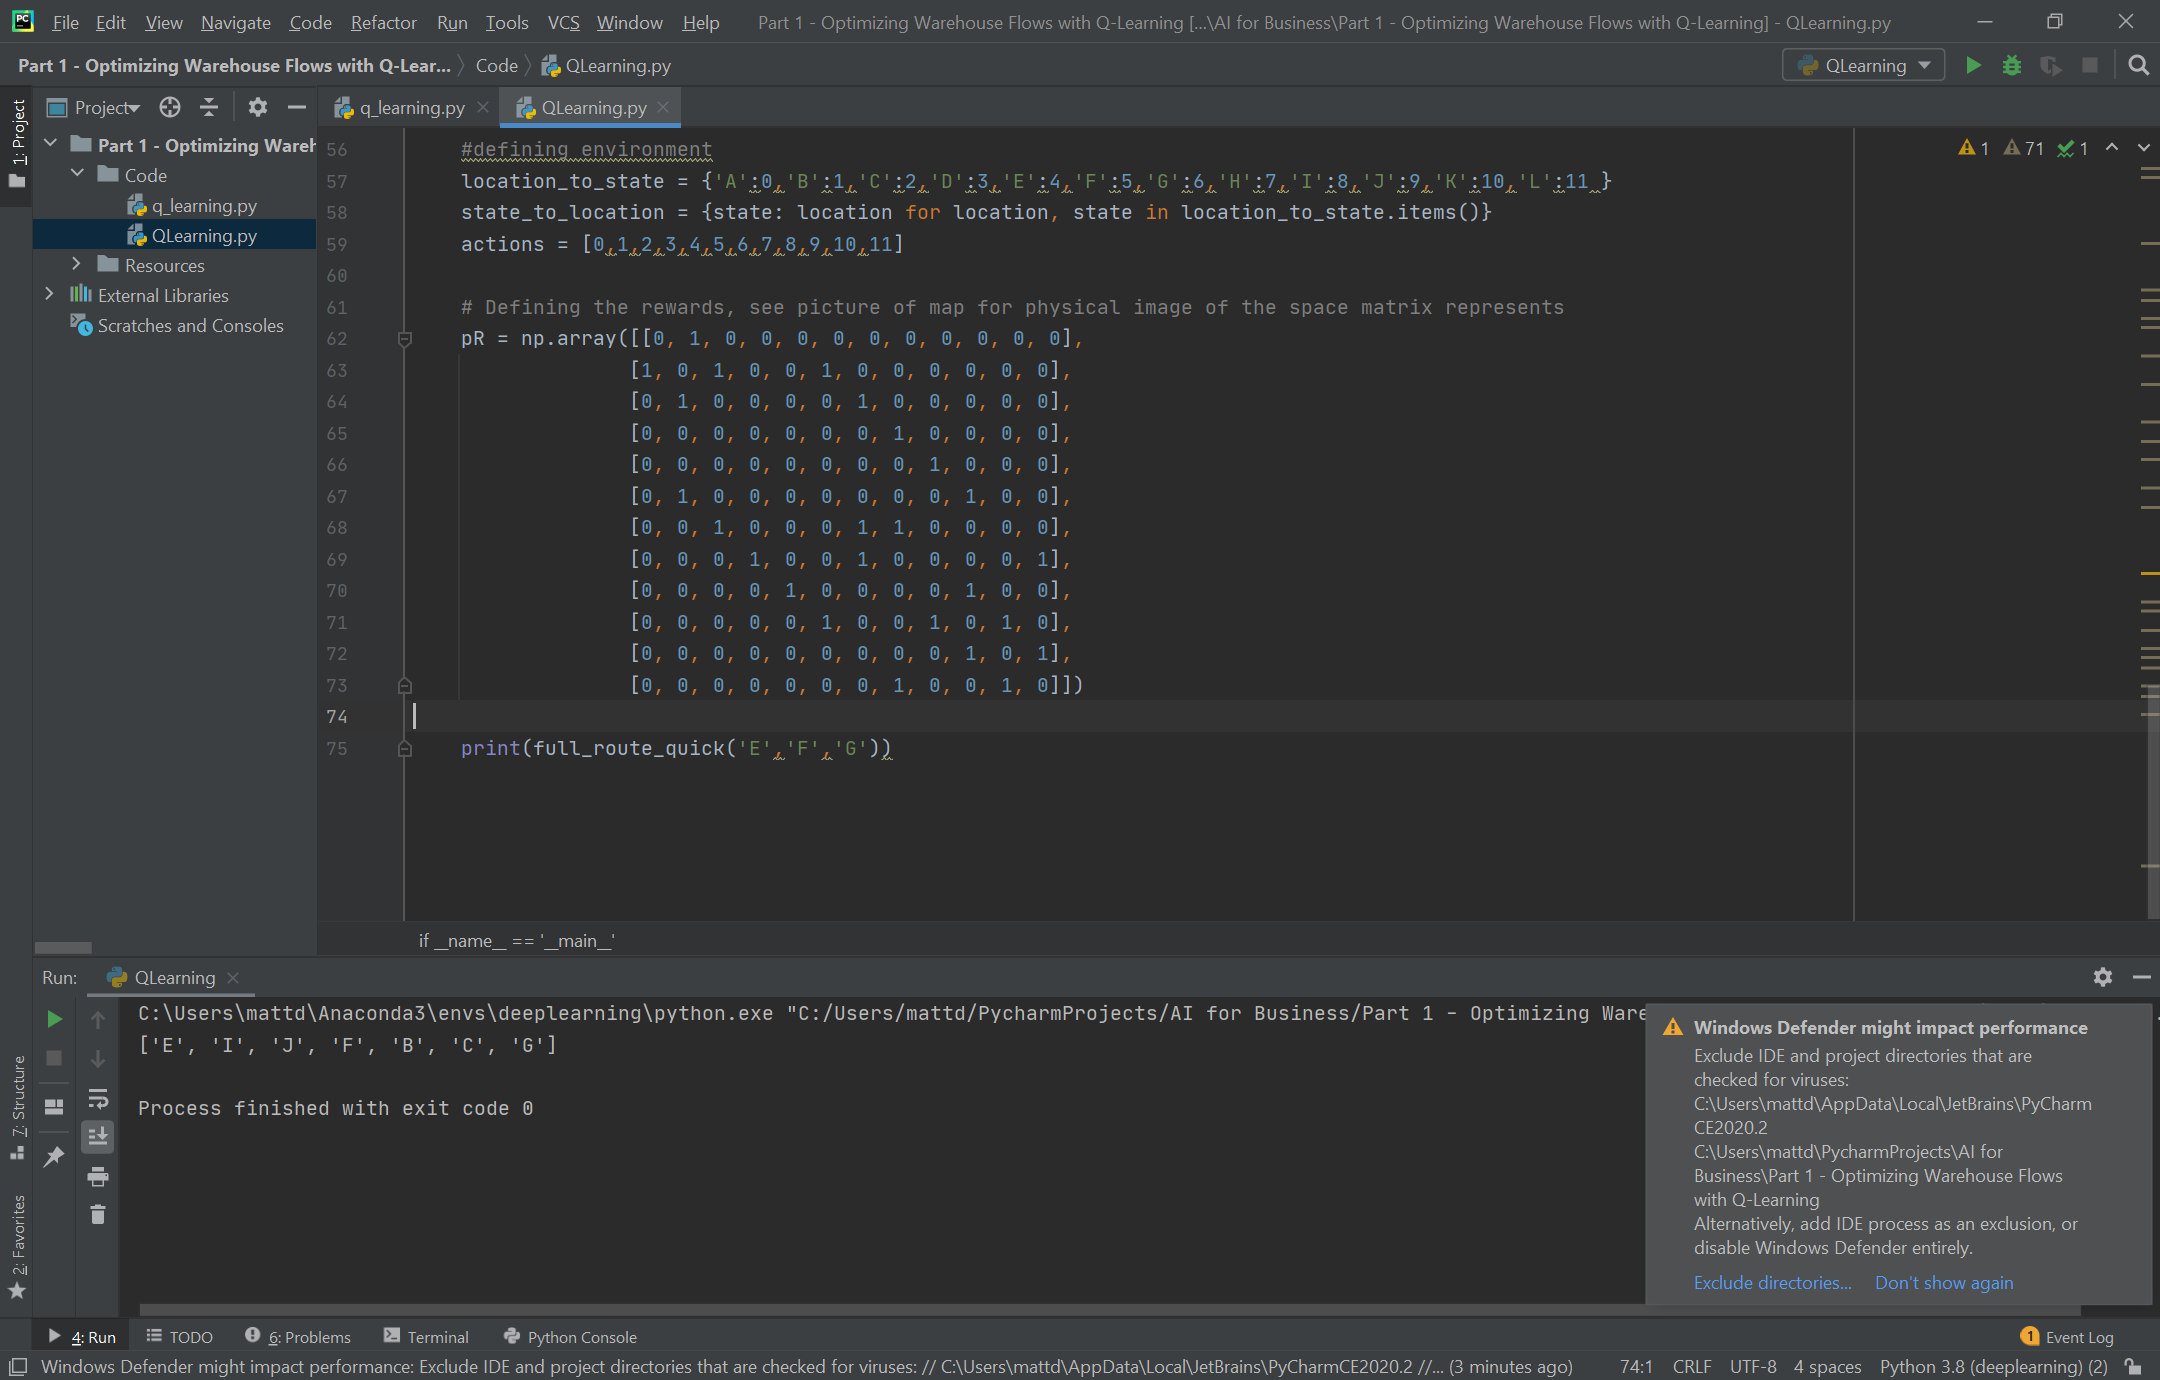 PC File Edit View Navigate Code Refactor Run Tools VCS Window Help Part 1 - Optimizing Warehouse Flows with Q-Learning [...\AI for Business\Part 1 - Optimizing Warehouse Flows with Q-Learning] - QLearning.py
Part 1 - Optimizing Warehouse Flows with Q-Lear... Code QLearning.py QLearning
1: Project
Project
q_learning.py QLearning.py
Part 1 - Optimizing Wareh
Code
q_learning.py
QLearning.py
Resources
External Libraries
Scratches and Consoles
1 71 1
56 #defining environment
57 location_to_state = {'A':0,'B':1,'C':2,'D':3,'E':4,'F':5,'G':6,'H':7,'I':8,'J':9,'K':10,'L':11 }
58 state_to_location = {state: location for location, state in location_to_state.items()}
59 actions = [0,1,2,3,4,5,6,7,8,9,10,11]
60
61 # Defining the rewards, see picture of map for physical image of the space matrix represents
62 pR = np.array([[0, 1, 0, 0, 0, 0, 0, 0, 0, 0, 0, 0],
63 [1, 0, 1, 0, 0, 1, 0, 0, 0, 0, 0, 0],
64 [0, 1, 0, 0, 0, 0, 1, 0, 0, 0, 0, 0],
65 [0, 0, 0, 0, 0, 0, 0, 1, 0, 0, 0, 0],
66 [0, 0, 0, 0, 0, 0, 0, 0, 1, 0, 0, 0],
67 [0, 1, 0, 0, 0, 0, 0, 0, 0, 1, 0, 0],
68 [0, 0, 1, 0, 0, 0, 1, 1, 0, 0, 0, 0],
69 [0, 0, 0, 1, 0, 0, 1, 0, 0, 0, 0, 1],
70 [0, 0, 0, 0, 1, 0, 0, 0, 0, 1, 0, 0],
71 [0, 0, 0, 0, 0, 1, 0, 0, 1, 0, 1, 0],
72 [0, 0, 0, 0, 0, 0, 0, 0, 0, 1, 0, 1],
73 [0, 0, 0, 0, 0, 0, 0, 1, 0, 0, 1, 0]])
74
75 print(full_route_quick('E','F','G'))
if __name__ == '__main__'
Run: QLearning
C:\Users\mattd\Anaconda3\envs\deeplearning\python.exe "C:/Users/mattd/PycharmProjects/AI for Business/Part 1 - Optimizing Ware
['E', 'I', 'J', 'F', 'B', 'C', 'G']
Process finished with exit code 0
Windows Defender might impact performance
Exclude IDE and project directories that are
checked for viruses:
C:\Users\mattd\AppData\Local\JetBrains\PyCharm
CE2020.2
C:\Users\mattd\PycharmProjects\AI for
Business\Part 1 - Optimizing Warehouse Flows
with Q-Learning
Alternatively, add IDE process as an exclusion, or
disable Windows Defender entirely.
Exclude directories... Don't show again
7: Structure
2: Favorites
4: Run TODO 6: Problems Terminal Python Console 1 Event Log
Windows Defender might impact performance: Exclude IDE and project directories that are checked for viruses: // C:\Users\mattd\AppData\Local\JetBrains\PyCharmCE2020.2 //... (3 minutes ago) 74:1 CRLF UTF-8 4 spaces Python 3.8 (deeplearning) (2)